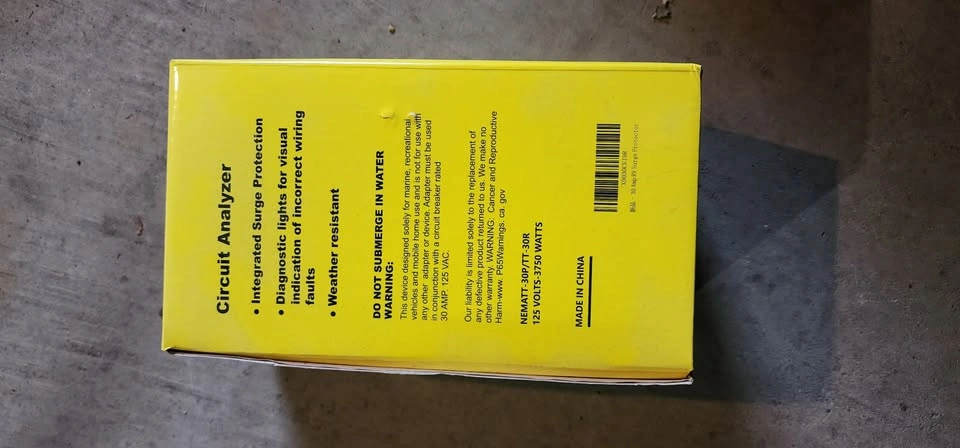 Circuit Analyzer
• Integrated Surge Protection
• Diagnostic lights for visual
indication of incorrect wiring
faults
• Weather resistant
DO NOT SUBMERGE IN WATER
WARNING:
This device designed solely for marine, recreational
vehicles and mobile home use and is not for use with
any other adapter or device. Adapter must be used
in conjunction with a circuit breaker rated
30 AMP. 125 VAC.
Our liability is limited solely to the replacement of
any defective product returned to us. We make no
other warranty. WARNING: Cancer and Reproductive
Harm-www. P65Warnings. ca. gov
NEMATT-30P/TT-30R
125 VOLTS-3750 WATTS
MADE IN CHINA
30 Amp RV Surge Protector